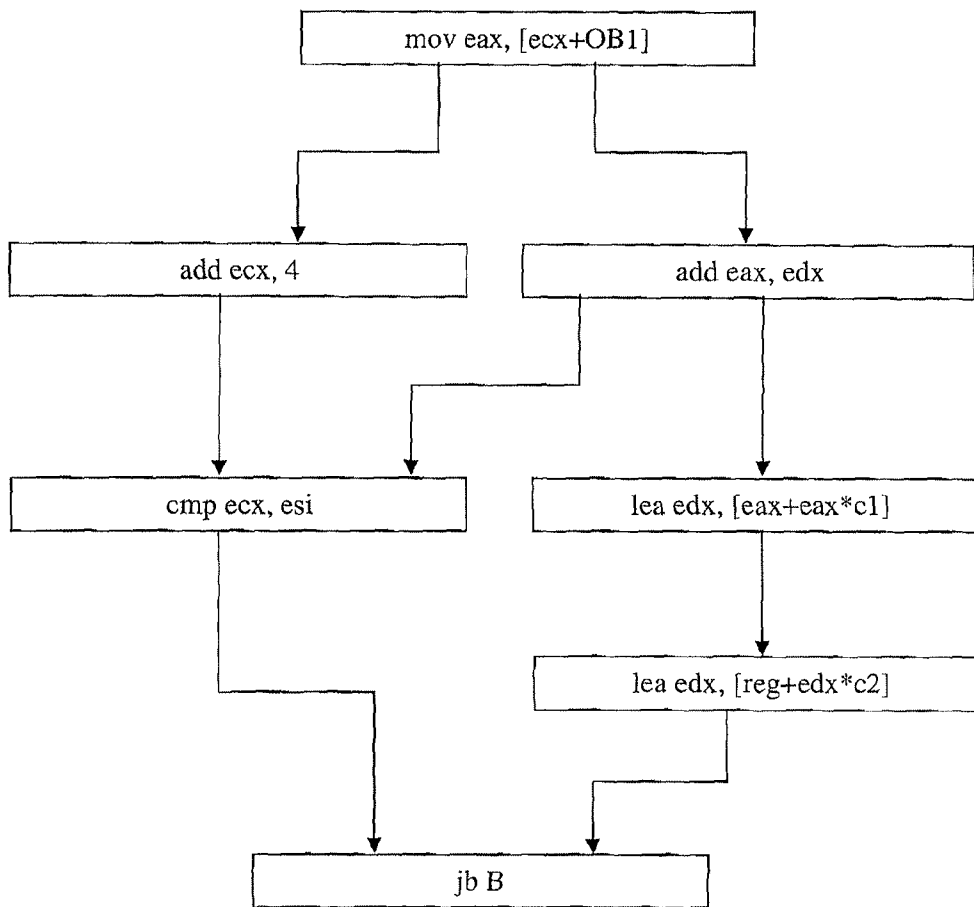 mov eax, [ecx+OB1]
add ecx, 4
add eax, edx
cmp ecx, esi
lea edx, [eax+eax*c1]
lea edx, [reg+edx*c2]
jb B